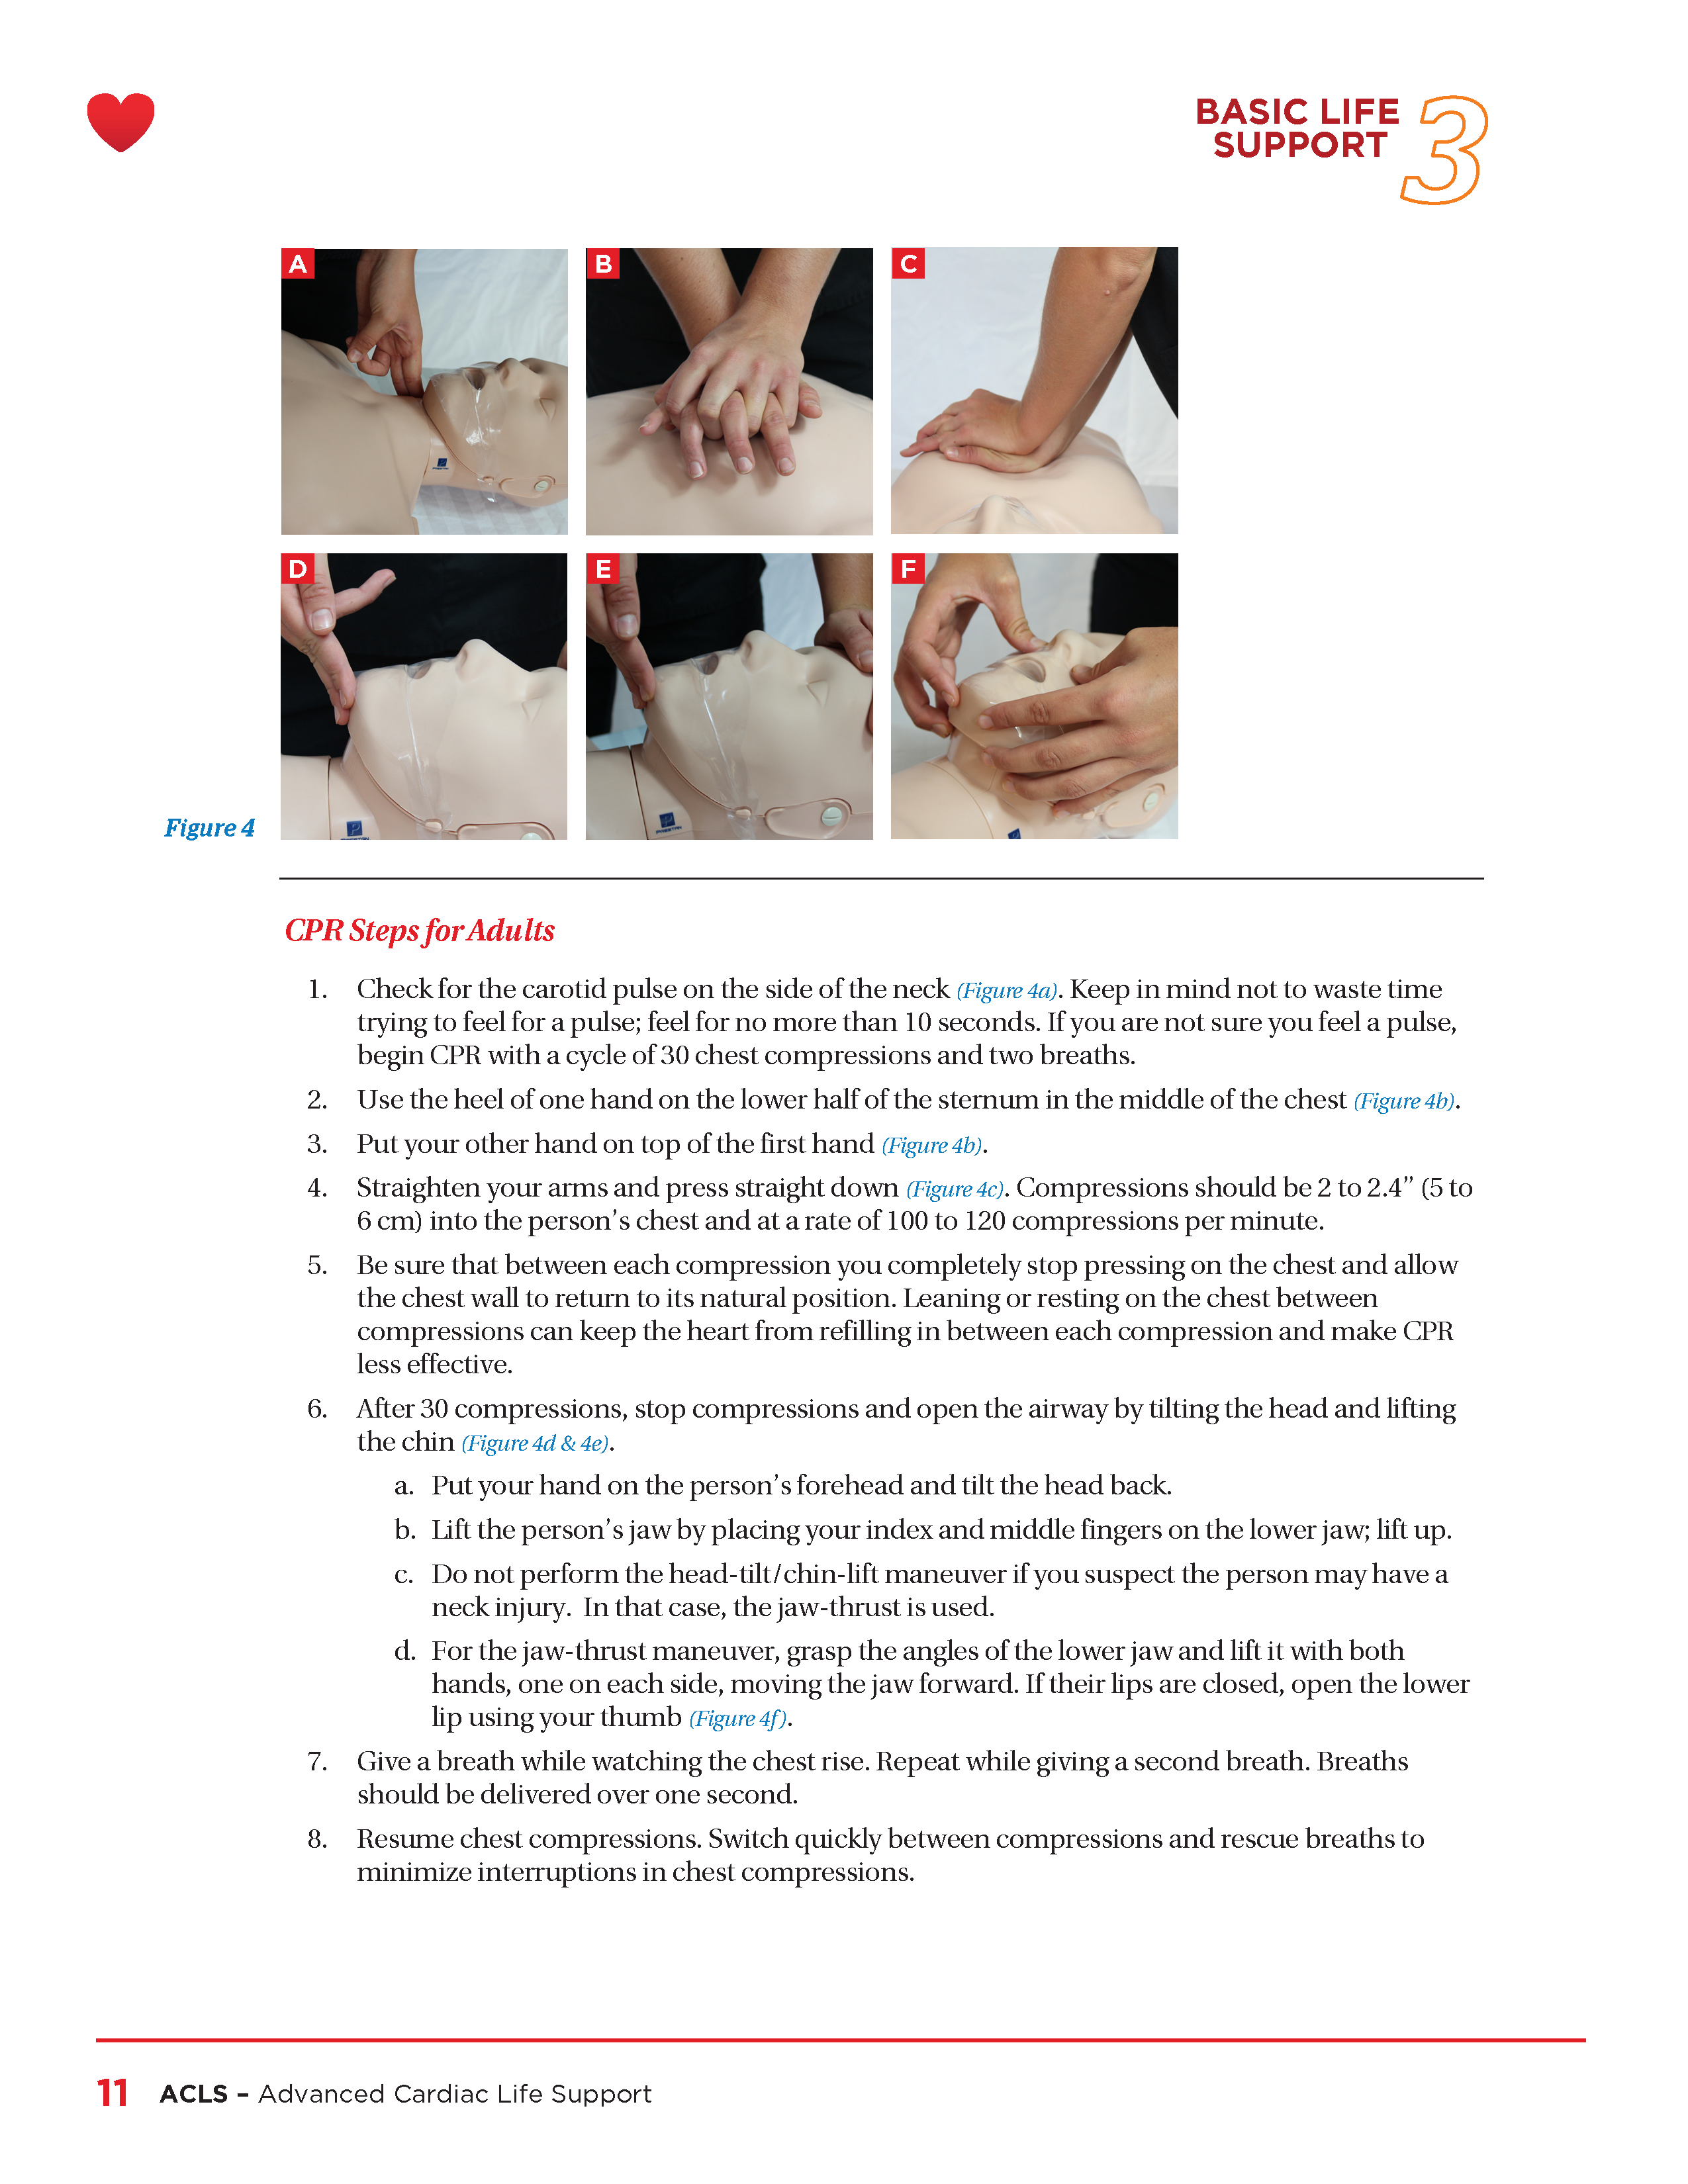 BASIC LIFE
SUPPORT
3
A
B
C
D
E
F
Figure 4
CPR Steps for Adults
1. Check for the carotid pulse on the side of the neck (Figure 4a). Keep in mind not to waste time
trying to feel for a pulse; feel for no more than 10 seconds. If you are not sure you feel a pulse,
begin CPR with a cycle of 30 chest compressions and two breaths.
2. Use the heel of one hand on the lower half of the sternum in the middle of the chest (Figure 4b).
3. Put your other hand on top of the first hand (Figure 4b).
4. Straighten your arms and press straight down (Figure 4c). Compressions should be 2 to 2.4” (5 to
6 cm) into the person’s chest and at a rate of 100 to 120 compressions per minute.
5. Be sure that between each compression you completely stop pressing on the chest and allow
the chest wall to return to its natural position. Leaning or resting on the chest between
compressions can keep the heart from refilling in between each compression and make CPR
less effective.
6. After 30 compressions, stop compressions and open the airway by tilting the head and lifting
the chin (Figure 4d & 4e).
a. Put your hand on the person’s forehead and tilt the head back.
b. Lift the person’s jaw by placing your index and middle fingers on the lower jaw; lift up.
c. Do not perform the head-tilt/chin-lift maneuver if you suspect the person may have a
neck injury. In that case, the jaw-thrust is used.
d. For the jaw-thrust maneuver, grasp the angles of the lower jaw and lift it with both
hands, one on each side, moving the jaw forward. If their lips are closed, open the lower
lip using your thumb (Figure 4f).
7. Give a breath while watching the chest rise. Repeat while giving a second breath. Breaths
should be delivered over one second.
8. Resume chest compressions. Switch quickly between compressions and rescue breaths to
minimize interruptions in chest compressions.
11 ACLS – Advanced Cardiac Life Support